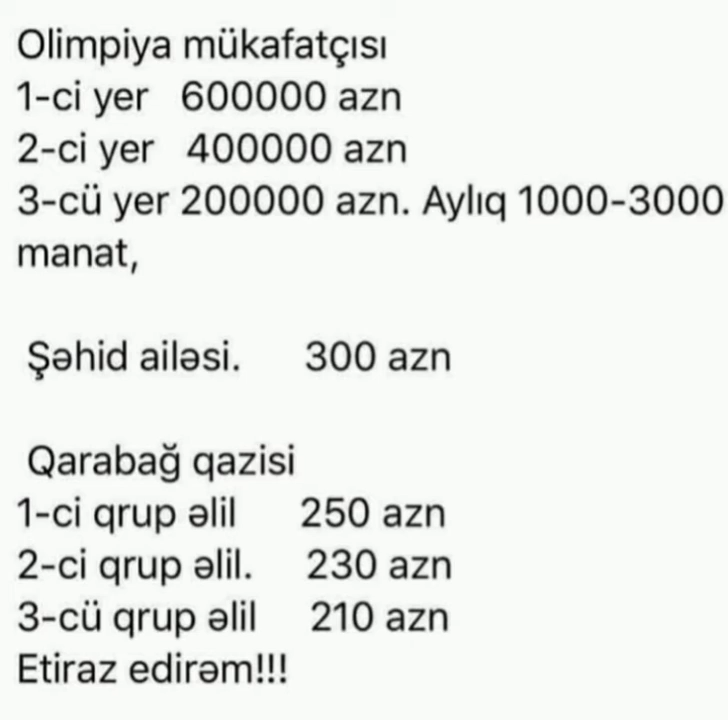 Olimpiya mükafatçısı
1-ci yer 600000 azn
2-ci yer 400000 azn
3-cü yer 200000 azn. Aylıq 1000-3000
manat,
Şəhid ailəsi. 300 azn
Qarabağ qazisi
1-ci qrup əlil 250 azn
2-ci qrup əlil. 230 azn
3-cü qrup əlil 210 azn
Etiraz edirəm!!!